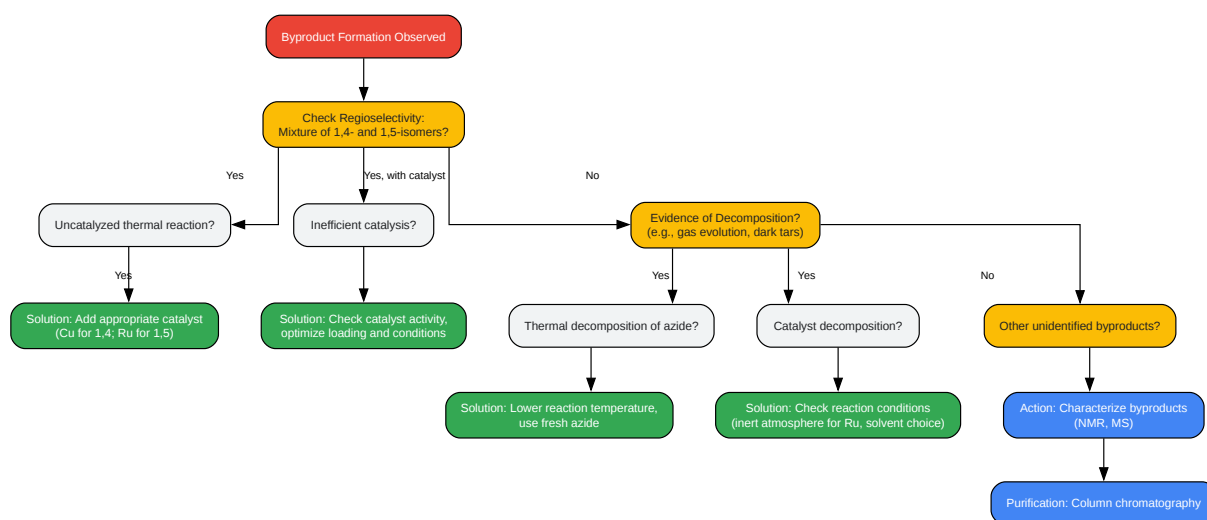 Byproduct Formation Observed
Check Regioselectivity:
Mixture of 1,4- and 1,5-isomers?
Yes
Yes, with catalyst
No
Uncatalyzed thermal reaction?
Inefficient catalysis?
Evidence of Decomposition?
(e.g., gas evolution, dark tars)
Yes
Yes
Yes
No
Solution: Add appropriate catalyst
(Cu for 1,4; Ru for 1,5)
Solution: Check catalyst activity,
optimize loading and conditions
Thermal decomposition of azide?
Catalyst decomposition?
Other unidentified byproducts?
Solution: Lower reaction temperature,
use fresh azide
Solution: Check reaction conditions
(inert atmosphere for Ru, solvent choice)
Action: Characterize byproducts
(NMR, MS)
Purification: Column chromatography